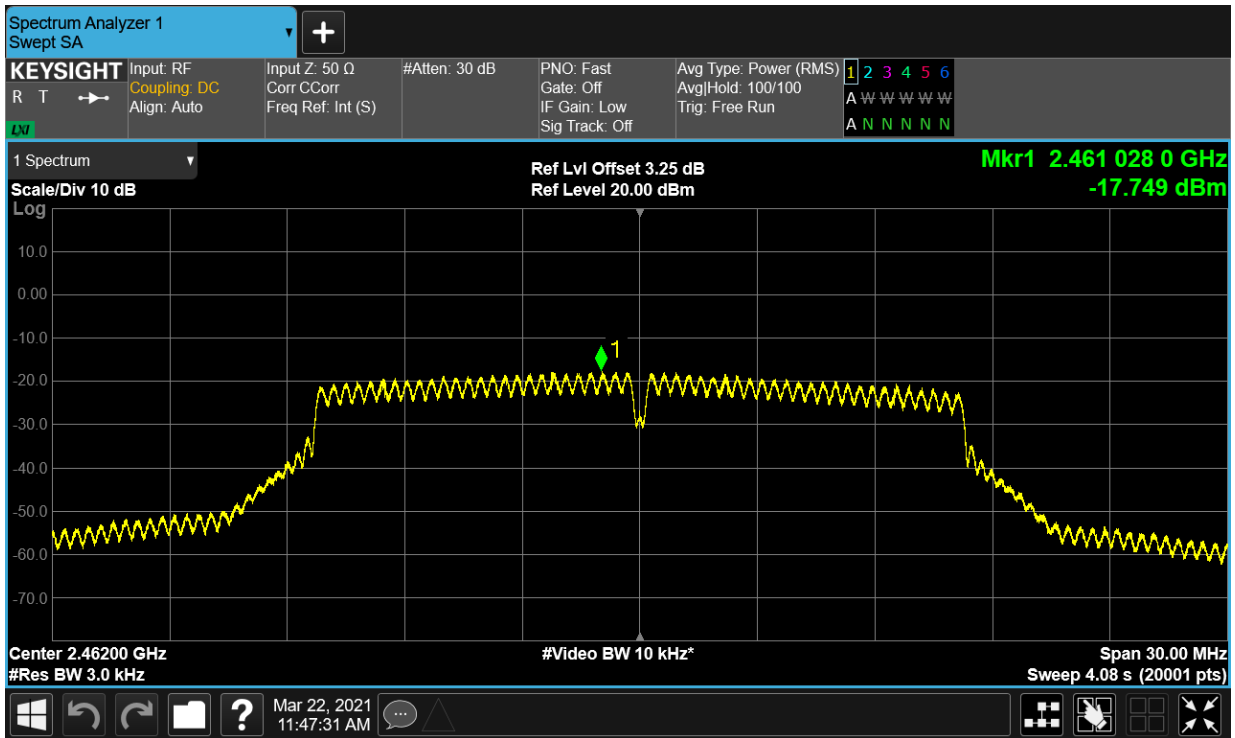 Spectrum Analyzer 1
Swept SA
KEYSIGHT
R T
LXI
Input: RF
Coupling: DC
Align: Auto
Input Z: 50 Ω
Corr CCorr
Freq Ref: Int (S)
#Atten: 30 dB
PNO: Fast
Gate: Off
IF Gain: Low
Sig Track: Off
Avg Type: Power (RMS)
Avg|Hold: 100/100
Trig: Free Run
1 2 3 4 5 6
A W W W W W
A N N N N N
1 Spectrum
Scale/Div 10 dB
Log
Ref Lvl Offset 3.25 dB
Ref Level 20.00 dBm
Mkr1 2.461 028 0 GHz
-17.749 dBm
10.0
0.00
-10.0
-20.0
-30.0
-40.0
-50.0
-60.0
-70.0
1
Center 2.46200 GHz
#Res BW 3.0 kHz
#Video BW 10 kHz*
Span 30.00 MHz
Sweep 4.08 s (20001 pts)
?
Mar 22, 2021
11:47:31 AM